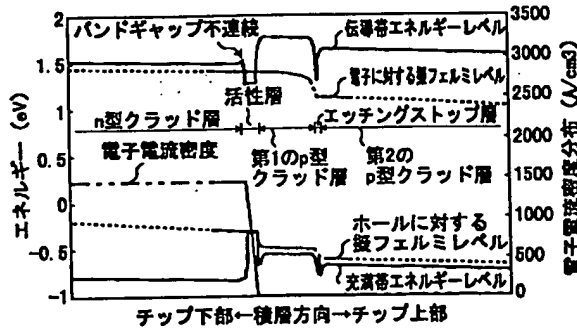 バンドギャップ不連続
伝導帯エネルギーレベル
電子に対する擬フェルミレベル
活性層
エッチングストップ層
n型クラッド層
電子電流密度
第1のp型
クラッド層
第2の
p型クラッド層
ホールに対する
擬フェルミレベル
充満帯エネルギーレベル
エネルギー (eV)
2
1.5
1
0.5
0
-0.5
-1
電子電流密度分布 (A/cm3)
3500
3000
2500
2000
1500
1000
500
0
チップ下部←積層方向→チップ上部